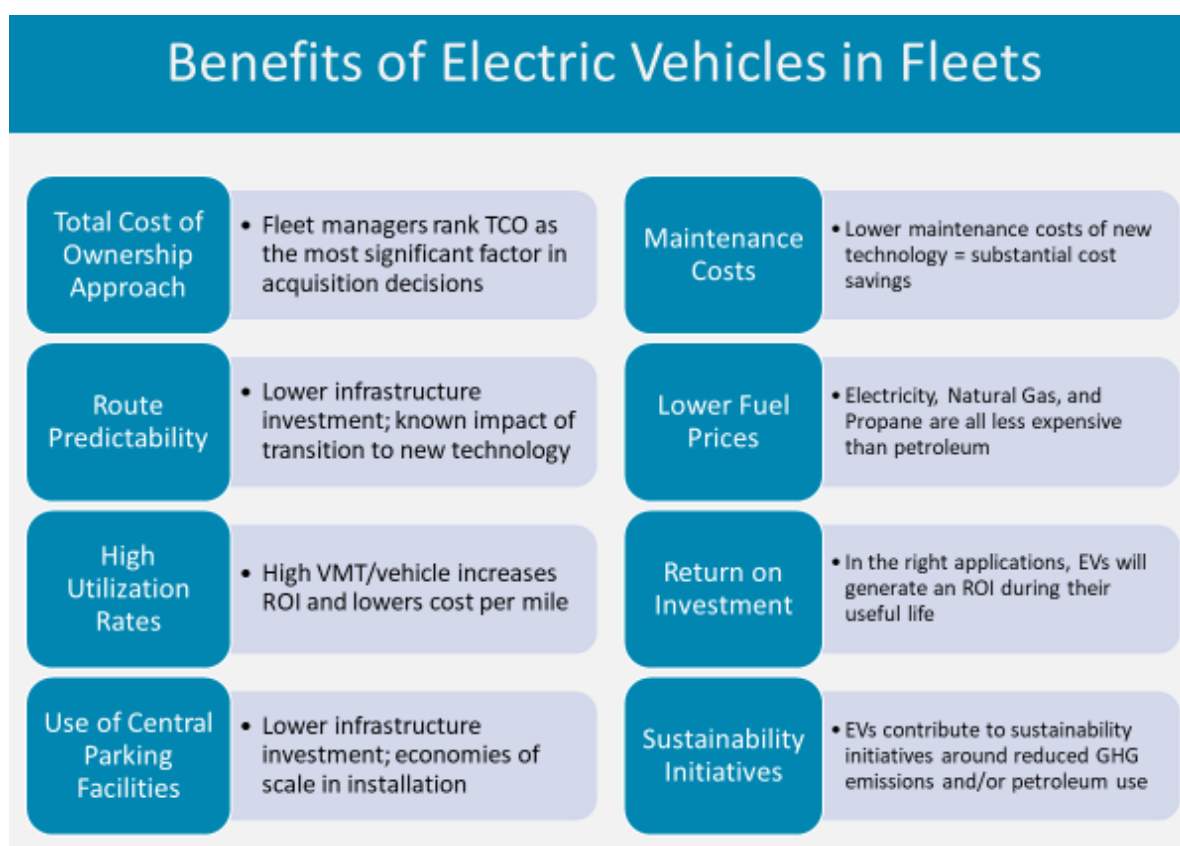 Benefits of Electric Vehicles in Fleets
Total Cost of
Ownership
Approach
• Fleet managers rank TCO as
the most significant factor in
acquisition decisions
Route
Predictability
• Lower infrastructure
investment; known impact of
transition to new technology
High
Utilization
Rates
• High VMT/vehicle increases
ROI and lowers cost per mile
Use of Central
Parking
Facilities
• Lower infrastructure
investment; economies of
scale in installation
Maintenance
Costs
• Lower maintenance costs of new
technology = substantial cost
savings
Lower Fuel
Prices
• Electricity, Natural Gas, and
Propane are all less expensive
than petroleum
Return on
Investment
• In the right applications, EVs will
generate an ROI during their
useful life
Sustainability
Initiatives
• EVs contribute to sustainability
initiatives around reduced GHG
emissions and/or petroleum use